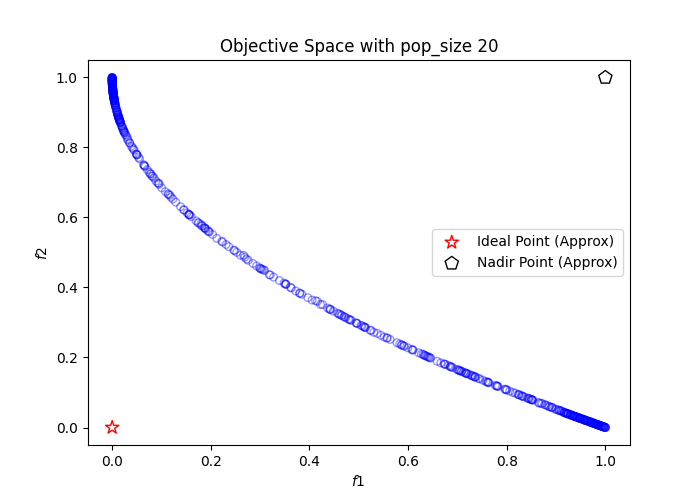 Objective Space with pop_size 20
1.0
0.8
0.6
0.4
0.2
0.0
f2
Ideal Point (Approx)
Nadir Point (Approx)
0.0 0.2 0.4 0.6 0.8 1.0
f1